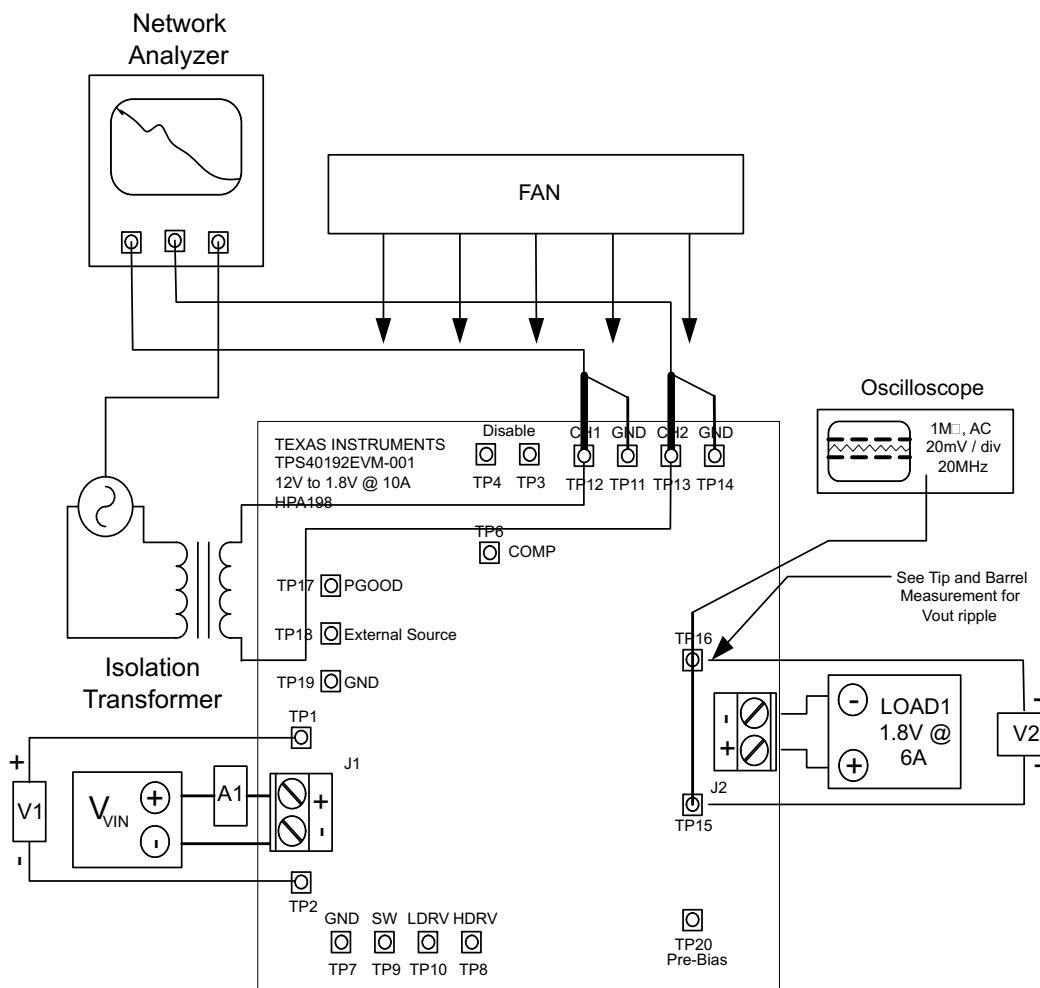 Network
Analyzer
FAN
Oscilloscope
1M□, AC
20mV / div
20MHz
TEXAS INSTRUMENTS
TPS40192EVM-001
12V to 1.8V @ 10A
HPA198
Disable
TP4
TP3
CH1
GND
CH2
GND
TP12
TP11
TP13
TP14
TP6
COMP
TP17
PGOOD
TP18
External Source
TP19
GND
Isolation
Transformer
See Tip and Barrel
Measurement for
Vout ripple
TP16
TP1
J1
+
V1
-
VVIN
+
-
A1
+
-
TP2
-
+
J2
-
+
LOAD1
1.8V @
6A
V2
TP15
GND
SW
LDRV
HDRV
TP7
TP9
TP10
TP8
TP20
Pre-Bias